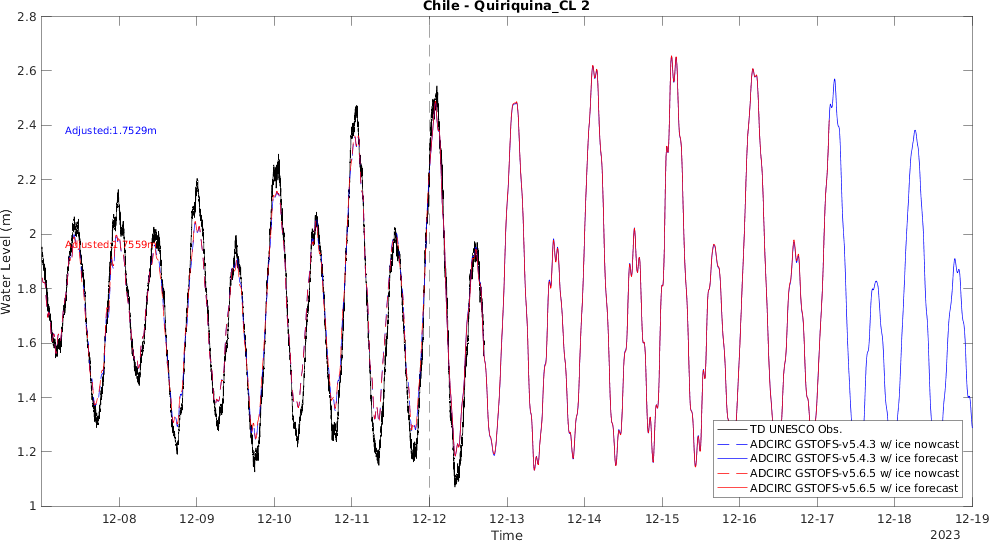 Chile - Quiriquina_CL 2
2.8
2.6
2.4
2.2
2
1.8
1.6
1.4
1.2
1
Water Level (m)
Adjusted:1.7529m
Adjusted:1.7559m
TD UNESCO Obs.
ADCIRC GSTOFS-v5.4.3 w/ ice nowcast
ADCIRC GSTOFS-v5.4.3 w/ ice forecast
ADCIRC GSTOFS-v5.6.5 w/ ice nowcast
ADCIRC GSTOFS-v5.6.5 w/ ice forecast
12-08 12-09 12-10 12-11 12-12 12-13 12-14 12-15 12-16 12-17 12-18 12-19
Time
2023